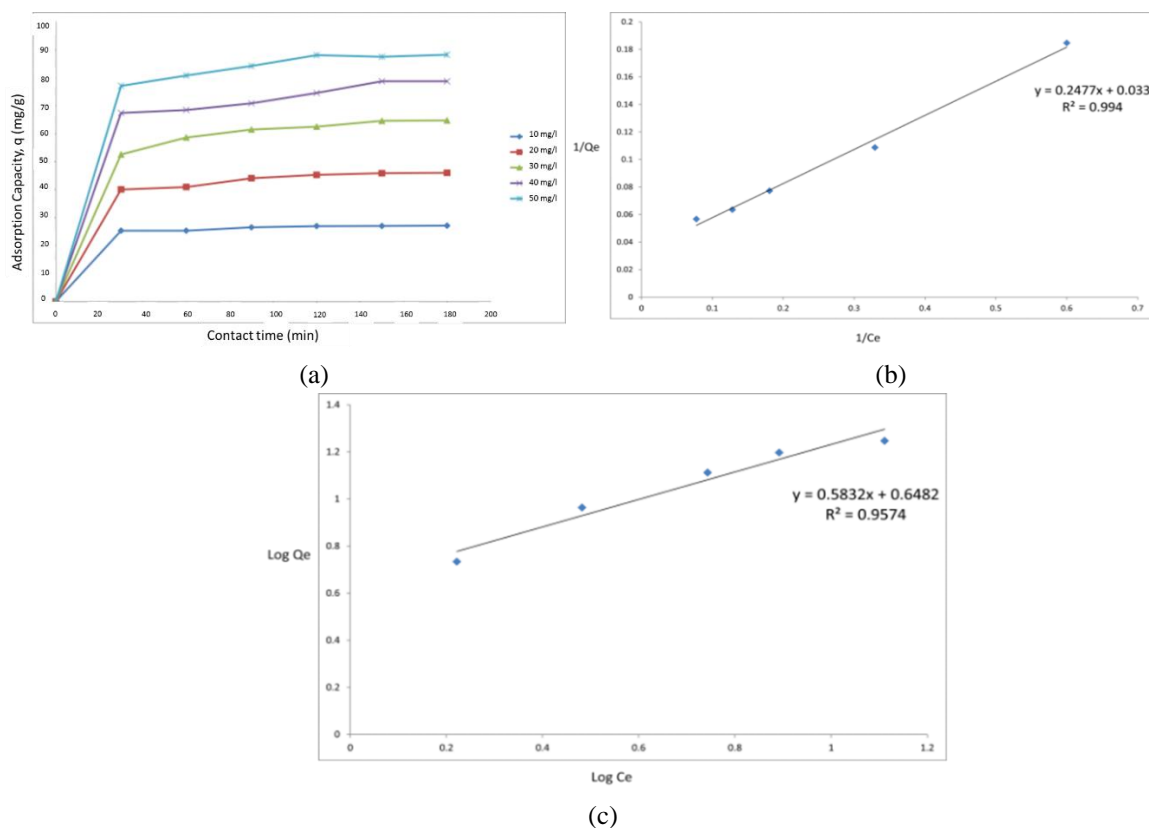 100
90
80
70
60
50
40
30
20
10
0
Adsorption Capacity, q (mg/g)
0 20 40 60 80 100 120 140 160 180 200
Contact time (min)
10 mg/l
20 mg/l
30 mg/l
40 mg/l
50 mg/l
(a)
0.2
0.18
0.16
0.14
0.12
0.1
0.08
0.06
0.04
0.02
0
1/Qe
y = 0.2477x + 0.033
R² = 0.994
0 0.1 0.2 0.3 0.4 0.5 0.6 0.7
1/Ce
(b)
1.4
1.2
1
0.8
0.6
0.4
0.2
0
Log Qe
y = 0.5832x + 0.6482
R² = 0.9574
0 0.2 0.4 0.6 0.8 1 1.2
Log Ce
(c)